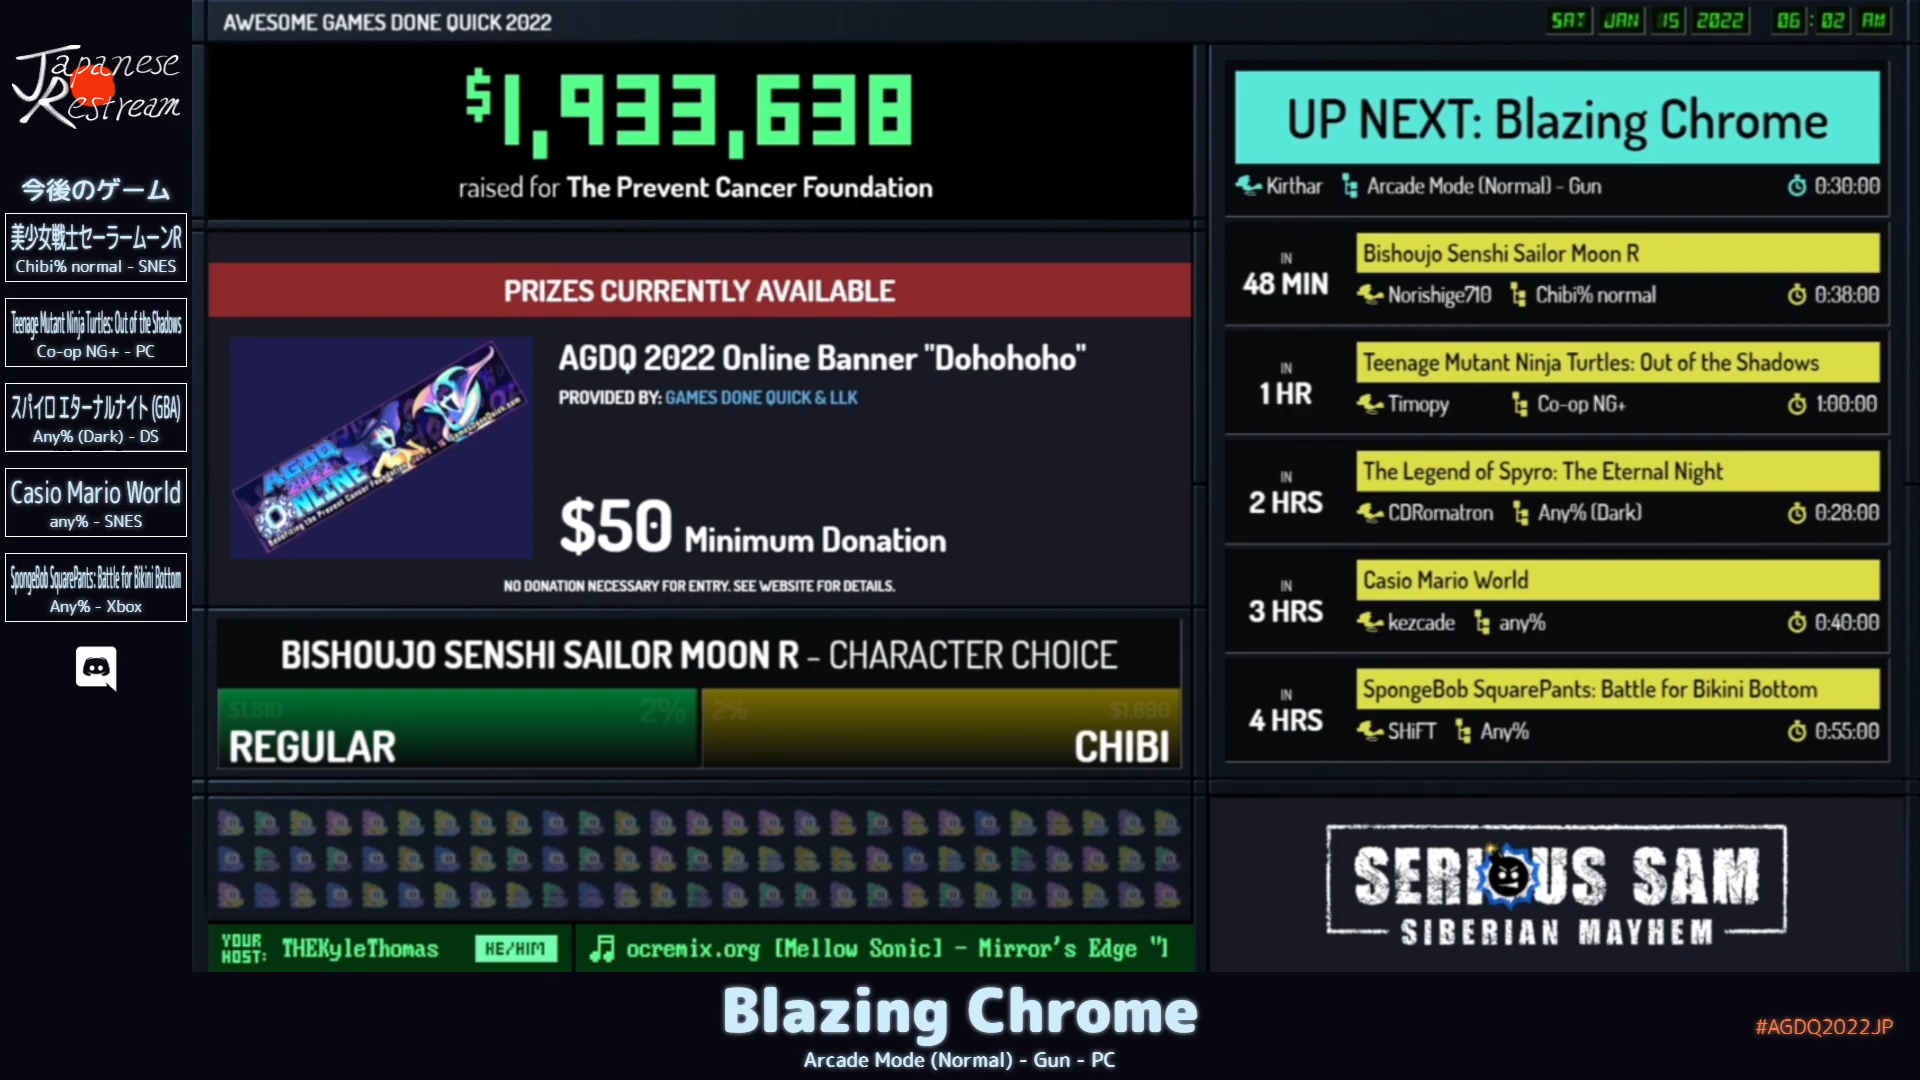 Japanese
Restream
今後のゲーム
美少女戦士セーラームーンR
Chibi% normal - SNES
Teenage Mutant Ninja Turtles: Out of the Shadows
Co-op NG+ - PC
スパイロ エターナルナイト (GBA)
Any% (Dark) - DS
Casio Mario World
any% - SNES
SpongeBob SquarePants: Battle for Bikini Bottom
Any% - Xbox
AWESOME GAMES DONE QUICK 2022
SAT JAN 15 2022 06:02 AM
$1,933,638
raised for The Prevent Cancer Foundation
PRIZES CURRENTLY AVAILABLE
AGDQ
2022
ONLINE
Benefiting the Prevent Cancer Foundation
GamesDoneQuick.com
AGDQ 2022 Online Banner "Dohohoho"
PROVIDED BY: GAMES DONE QUICK & LLK
$50 Minimum Donation
NO DONATION NECESSARY FOR ENTRY. SEE WEBSITE FOR DETAILS.
BISHOUJO SENSHI SAILOR MOON R - CHARACTER CHOICE
2% 2%
REGULAR CHIBI
YOUR HOST: THEKyleThomas HE/HIM
ocremix.org [Mellow Sonic] - Mirror's Edge "]
UP NEXT: Blazing Chrome
Kirthar Arcade Mode (Normal) - Gun 0:30:00
IN 48 MIN
Bishoujo Senshi Sailor Moon R
Norishige710 Chibi% normal 0:38:00
IN 1 HR
Teenage Mutant Ninja Turtles: Out of the Shadows
Timopy Co-op NG+ 1:00:00
IN 2 HRS
The Legend of Spyro: The Eternal Night
CDRomatron Any% (Dark) 0:28:00
IN 3 HRS
Casio Mario World
kezcade any% 0:40:00
IN 4 HRS
SpongeBob SquarePants: Battle for Bikini Bottom
SHiFT Any% 0:55:00
SERIOUS SAM
SIBERIAN MAYHEM
Blazing Chrome
Arcade Mode (Normal) - Gun - PC
#AGDQ2022JP